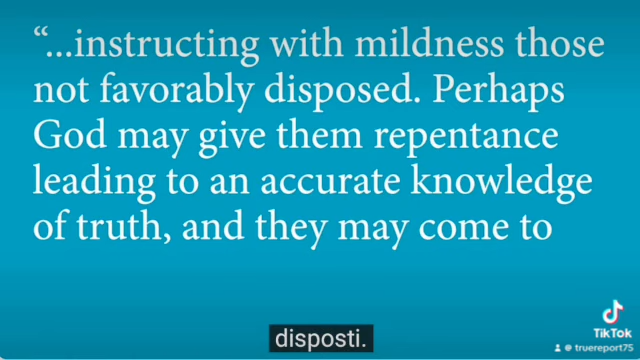 “...instructing with mildness those
not favorably disposed. Perhaps
God may give them repentance
leading to an accurate knowledge
of truth, and they may come to
disposti.
TikTok
@ truereport75